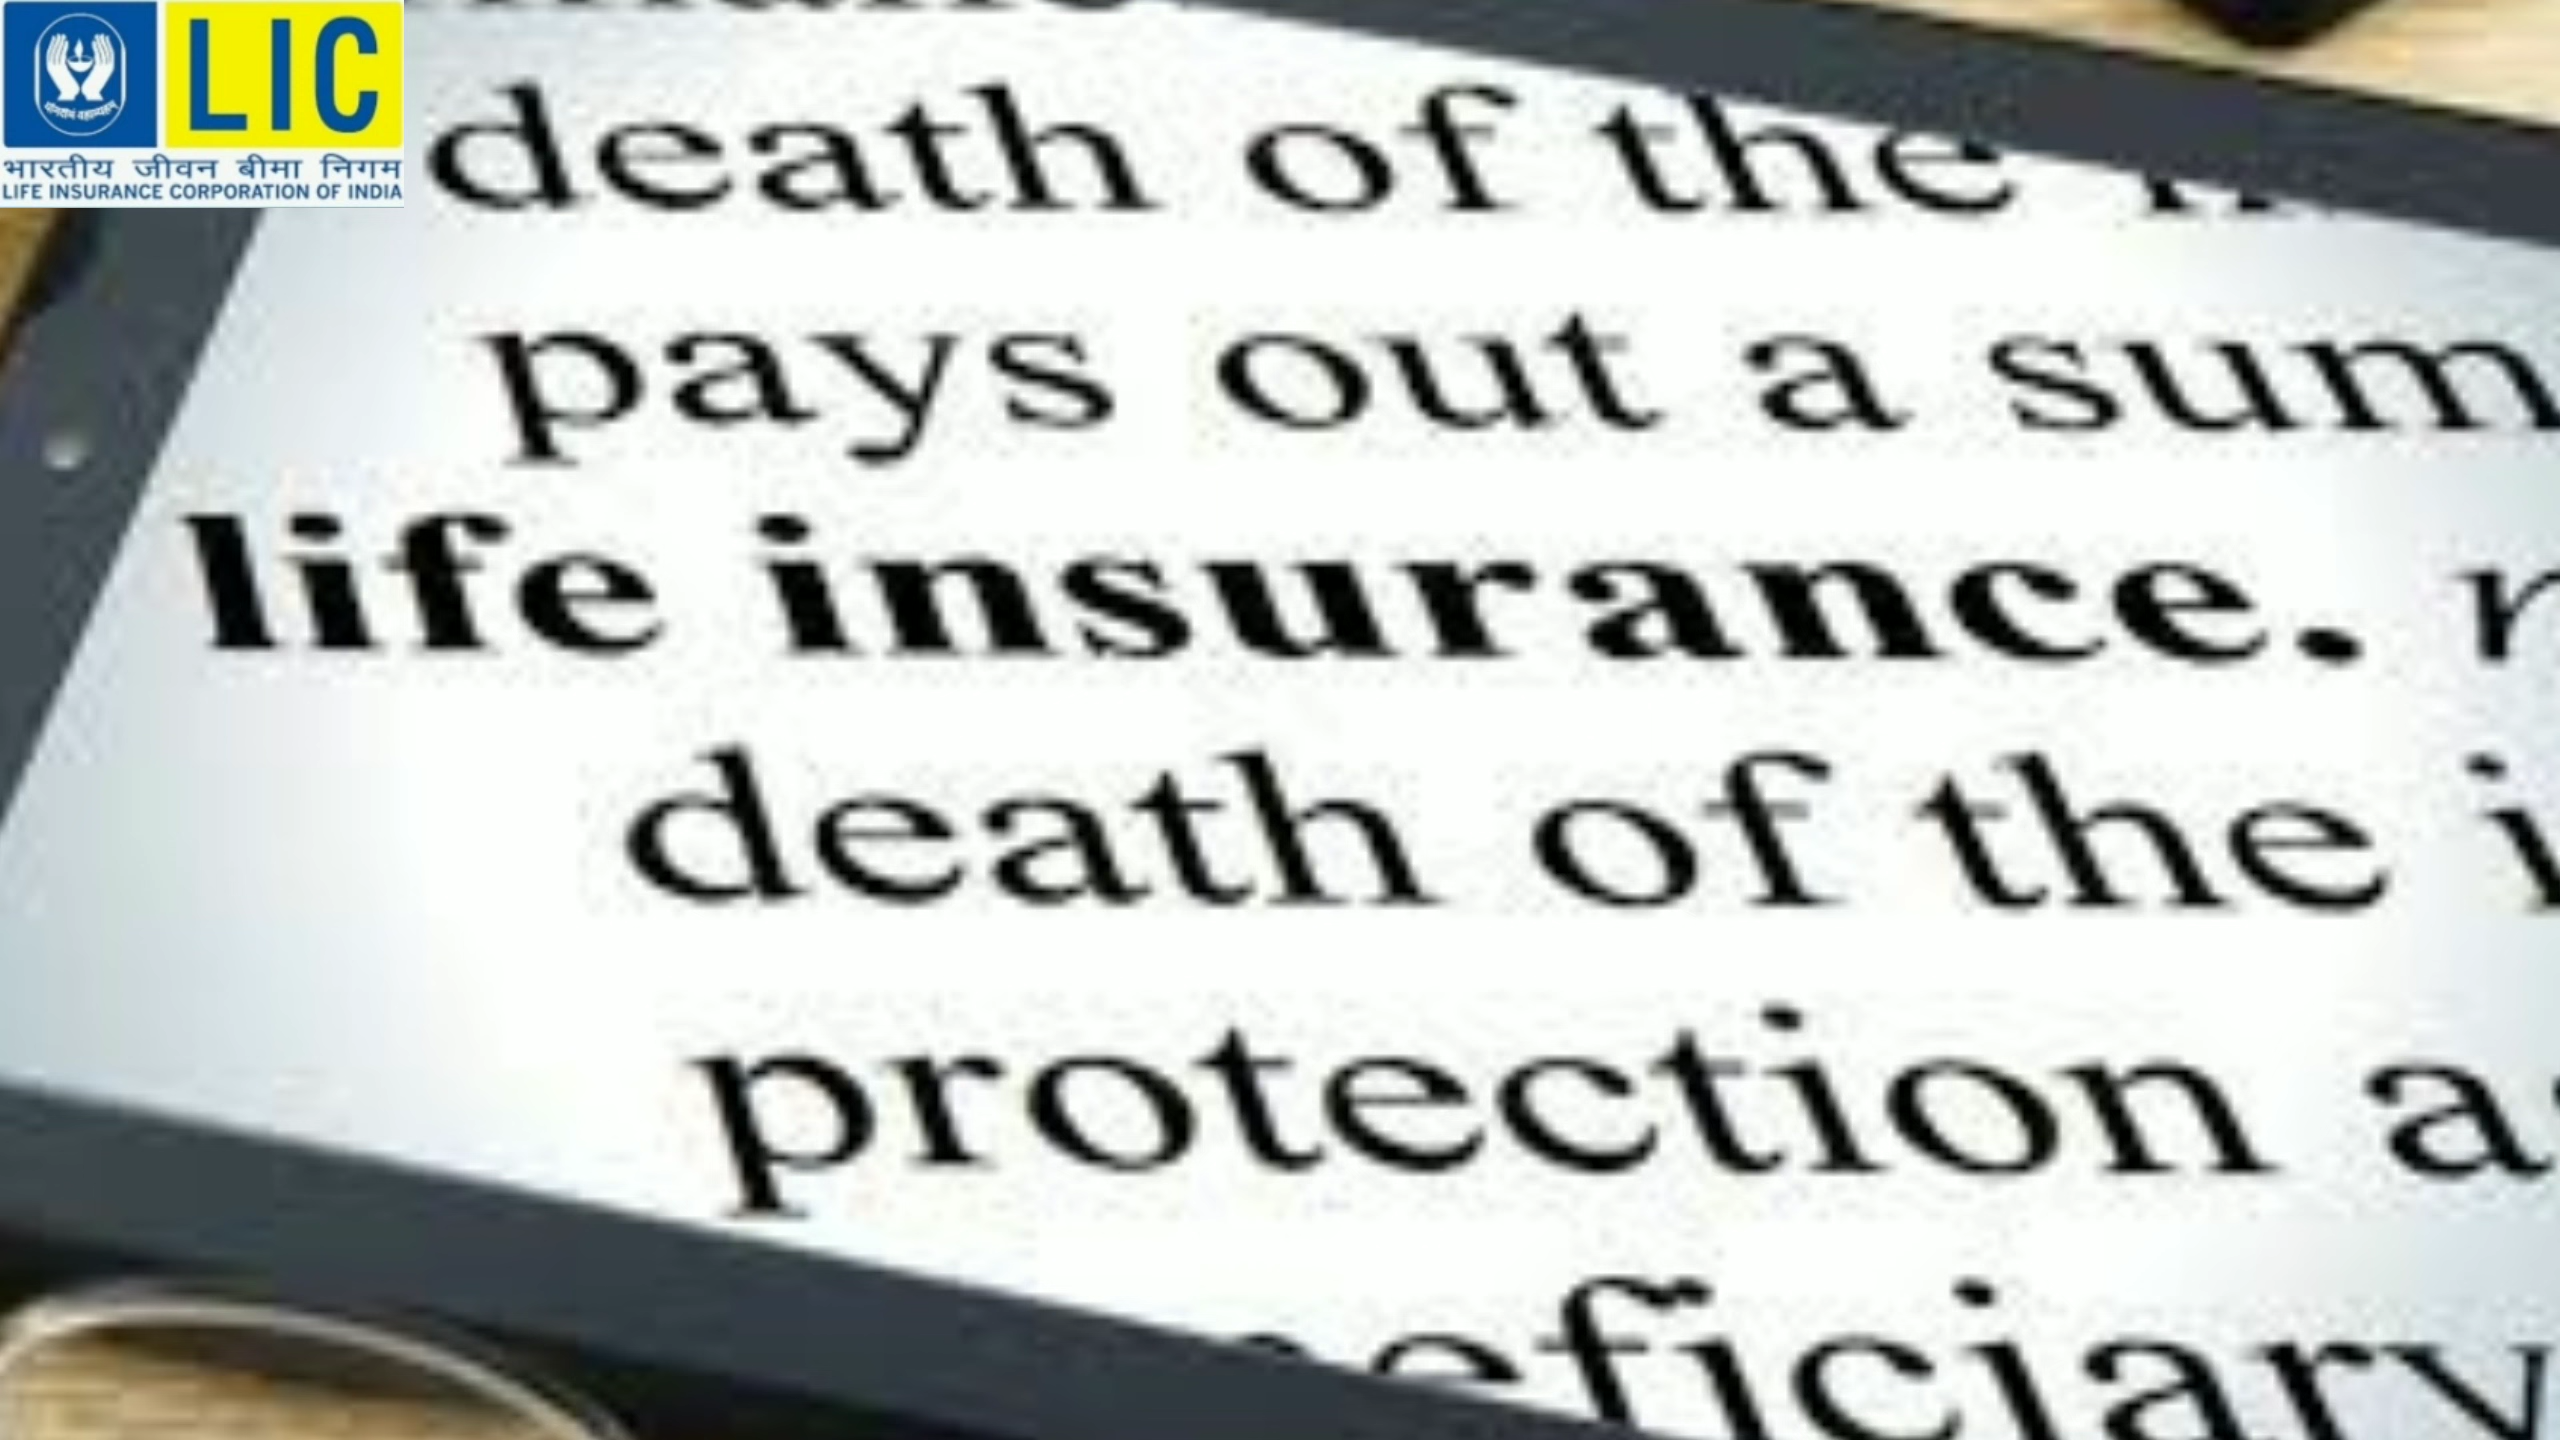 LIC
भारतीय जीवन बीमा निगम
LIFE INSURANCE CORPORATION OF INDIA
death of the
pays out a sum
life insurance.
death of the
protection